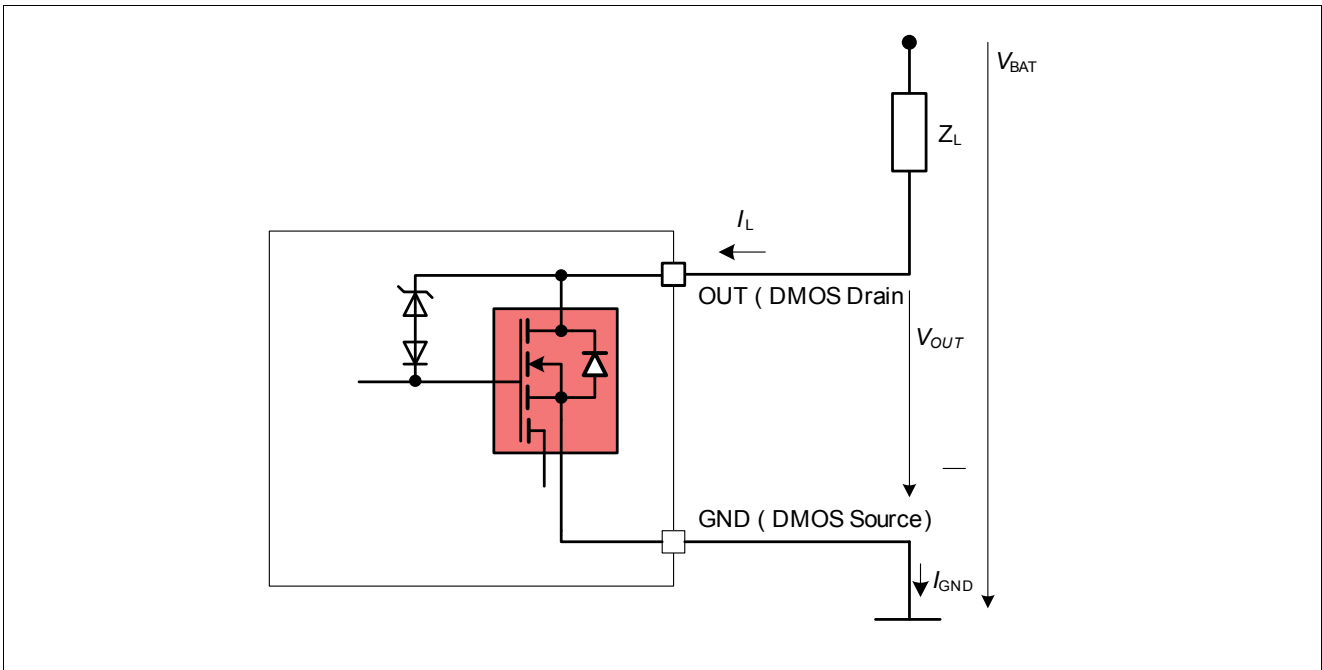 VBAT
ZL
IL
OUT ( DMOS Drain
VOUT
GND ( DMOS Source)
IGND